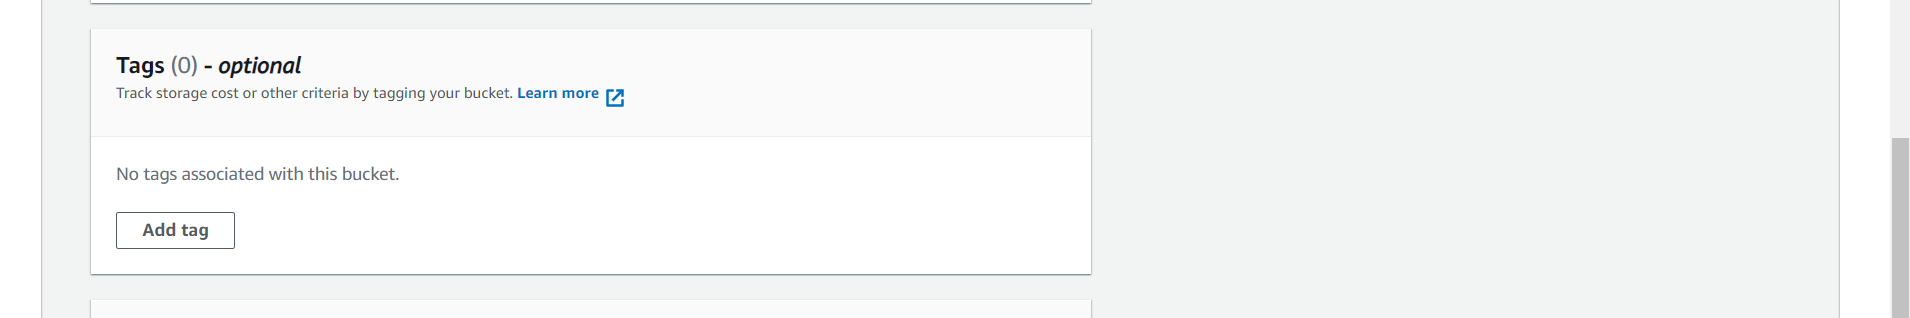 Tags (0) - optional
Track storage cost or other criteria by tagging your bucket. Learn more
No tags associated with this bucket.
Add tag